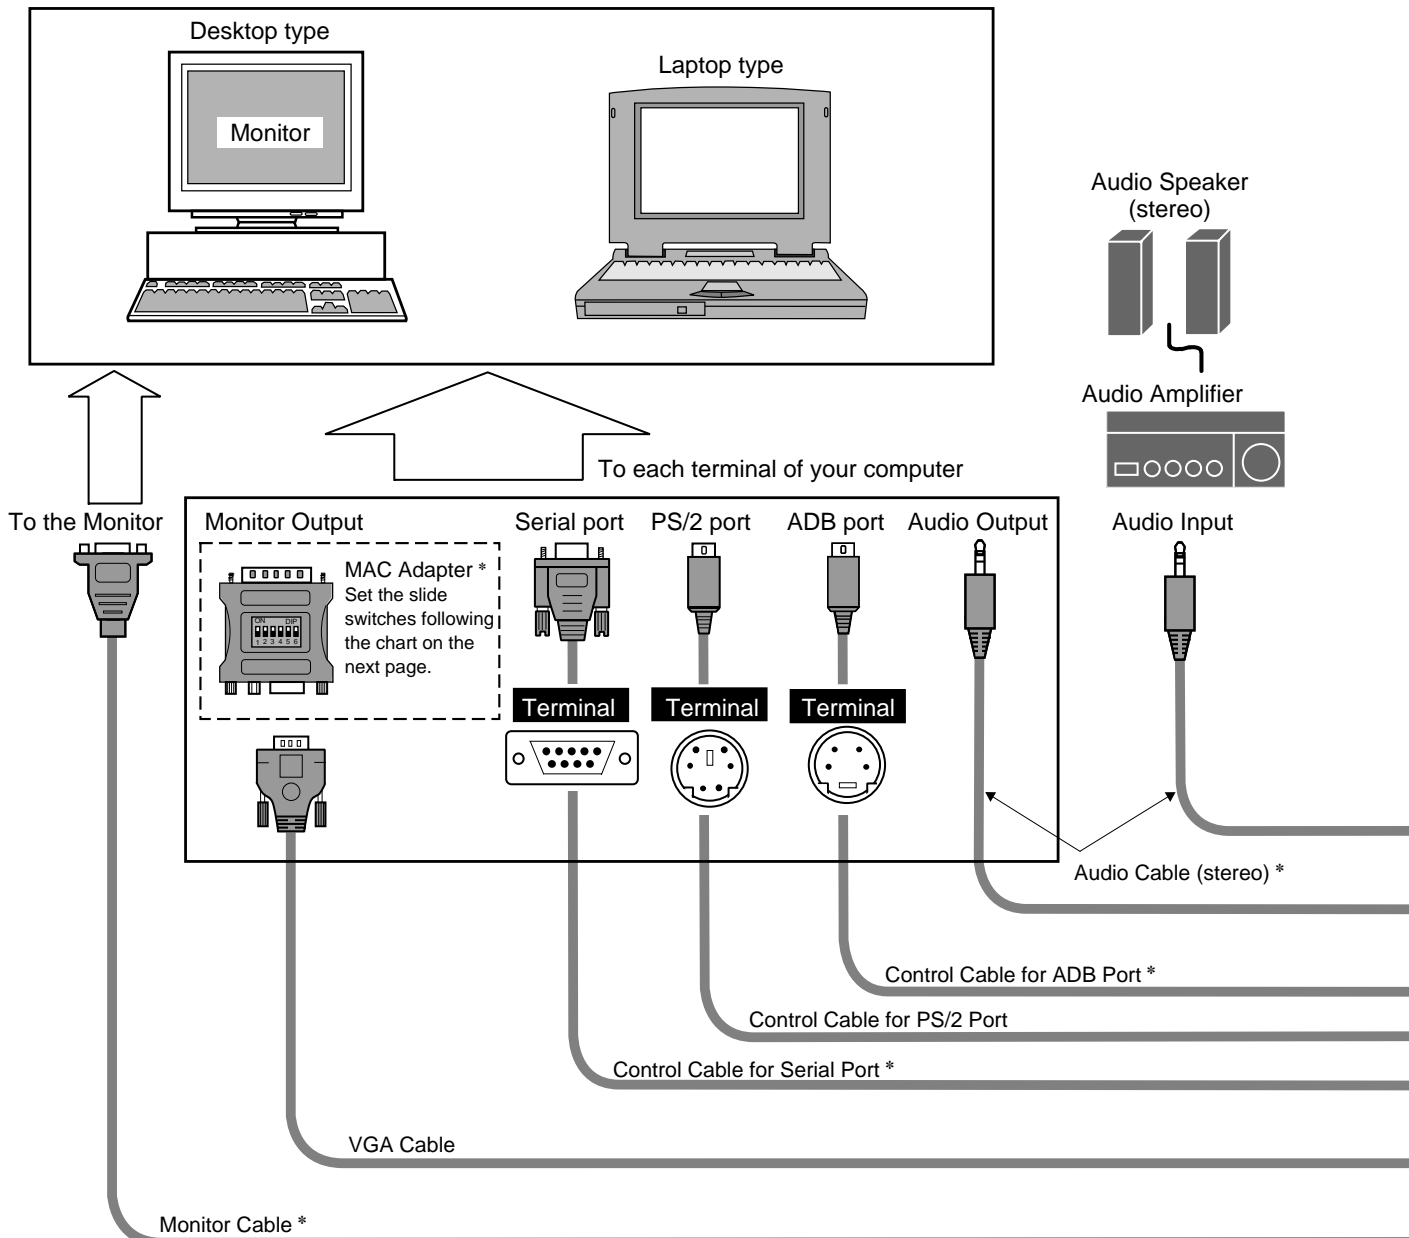 Desktop type
Laptop type
Monitor
Audio Speaker
(stereo)
Audio Amplifier
To each terminal of your computer
To the Monitor
Monitor Output
Serial port
PS/2 port
ADB port
Audio Output
Audio Input
MAC Adapter *
Set the slide
switches following
the chart on the
next page.
ON DIP
1 2 3 4 5 6
Terminal
Terminal
Terminal
Audio Cable (stereo) *
Control Cable for ADB Port *
Control Cable for PS/2 Port
Control Cable for Serial Port *
VGA Cable
Monitor Cable *